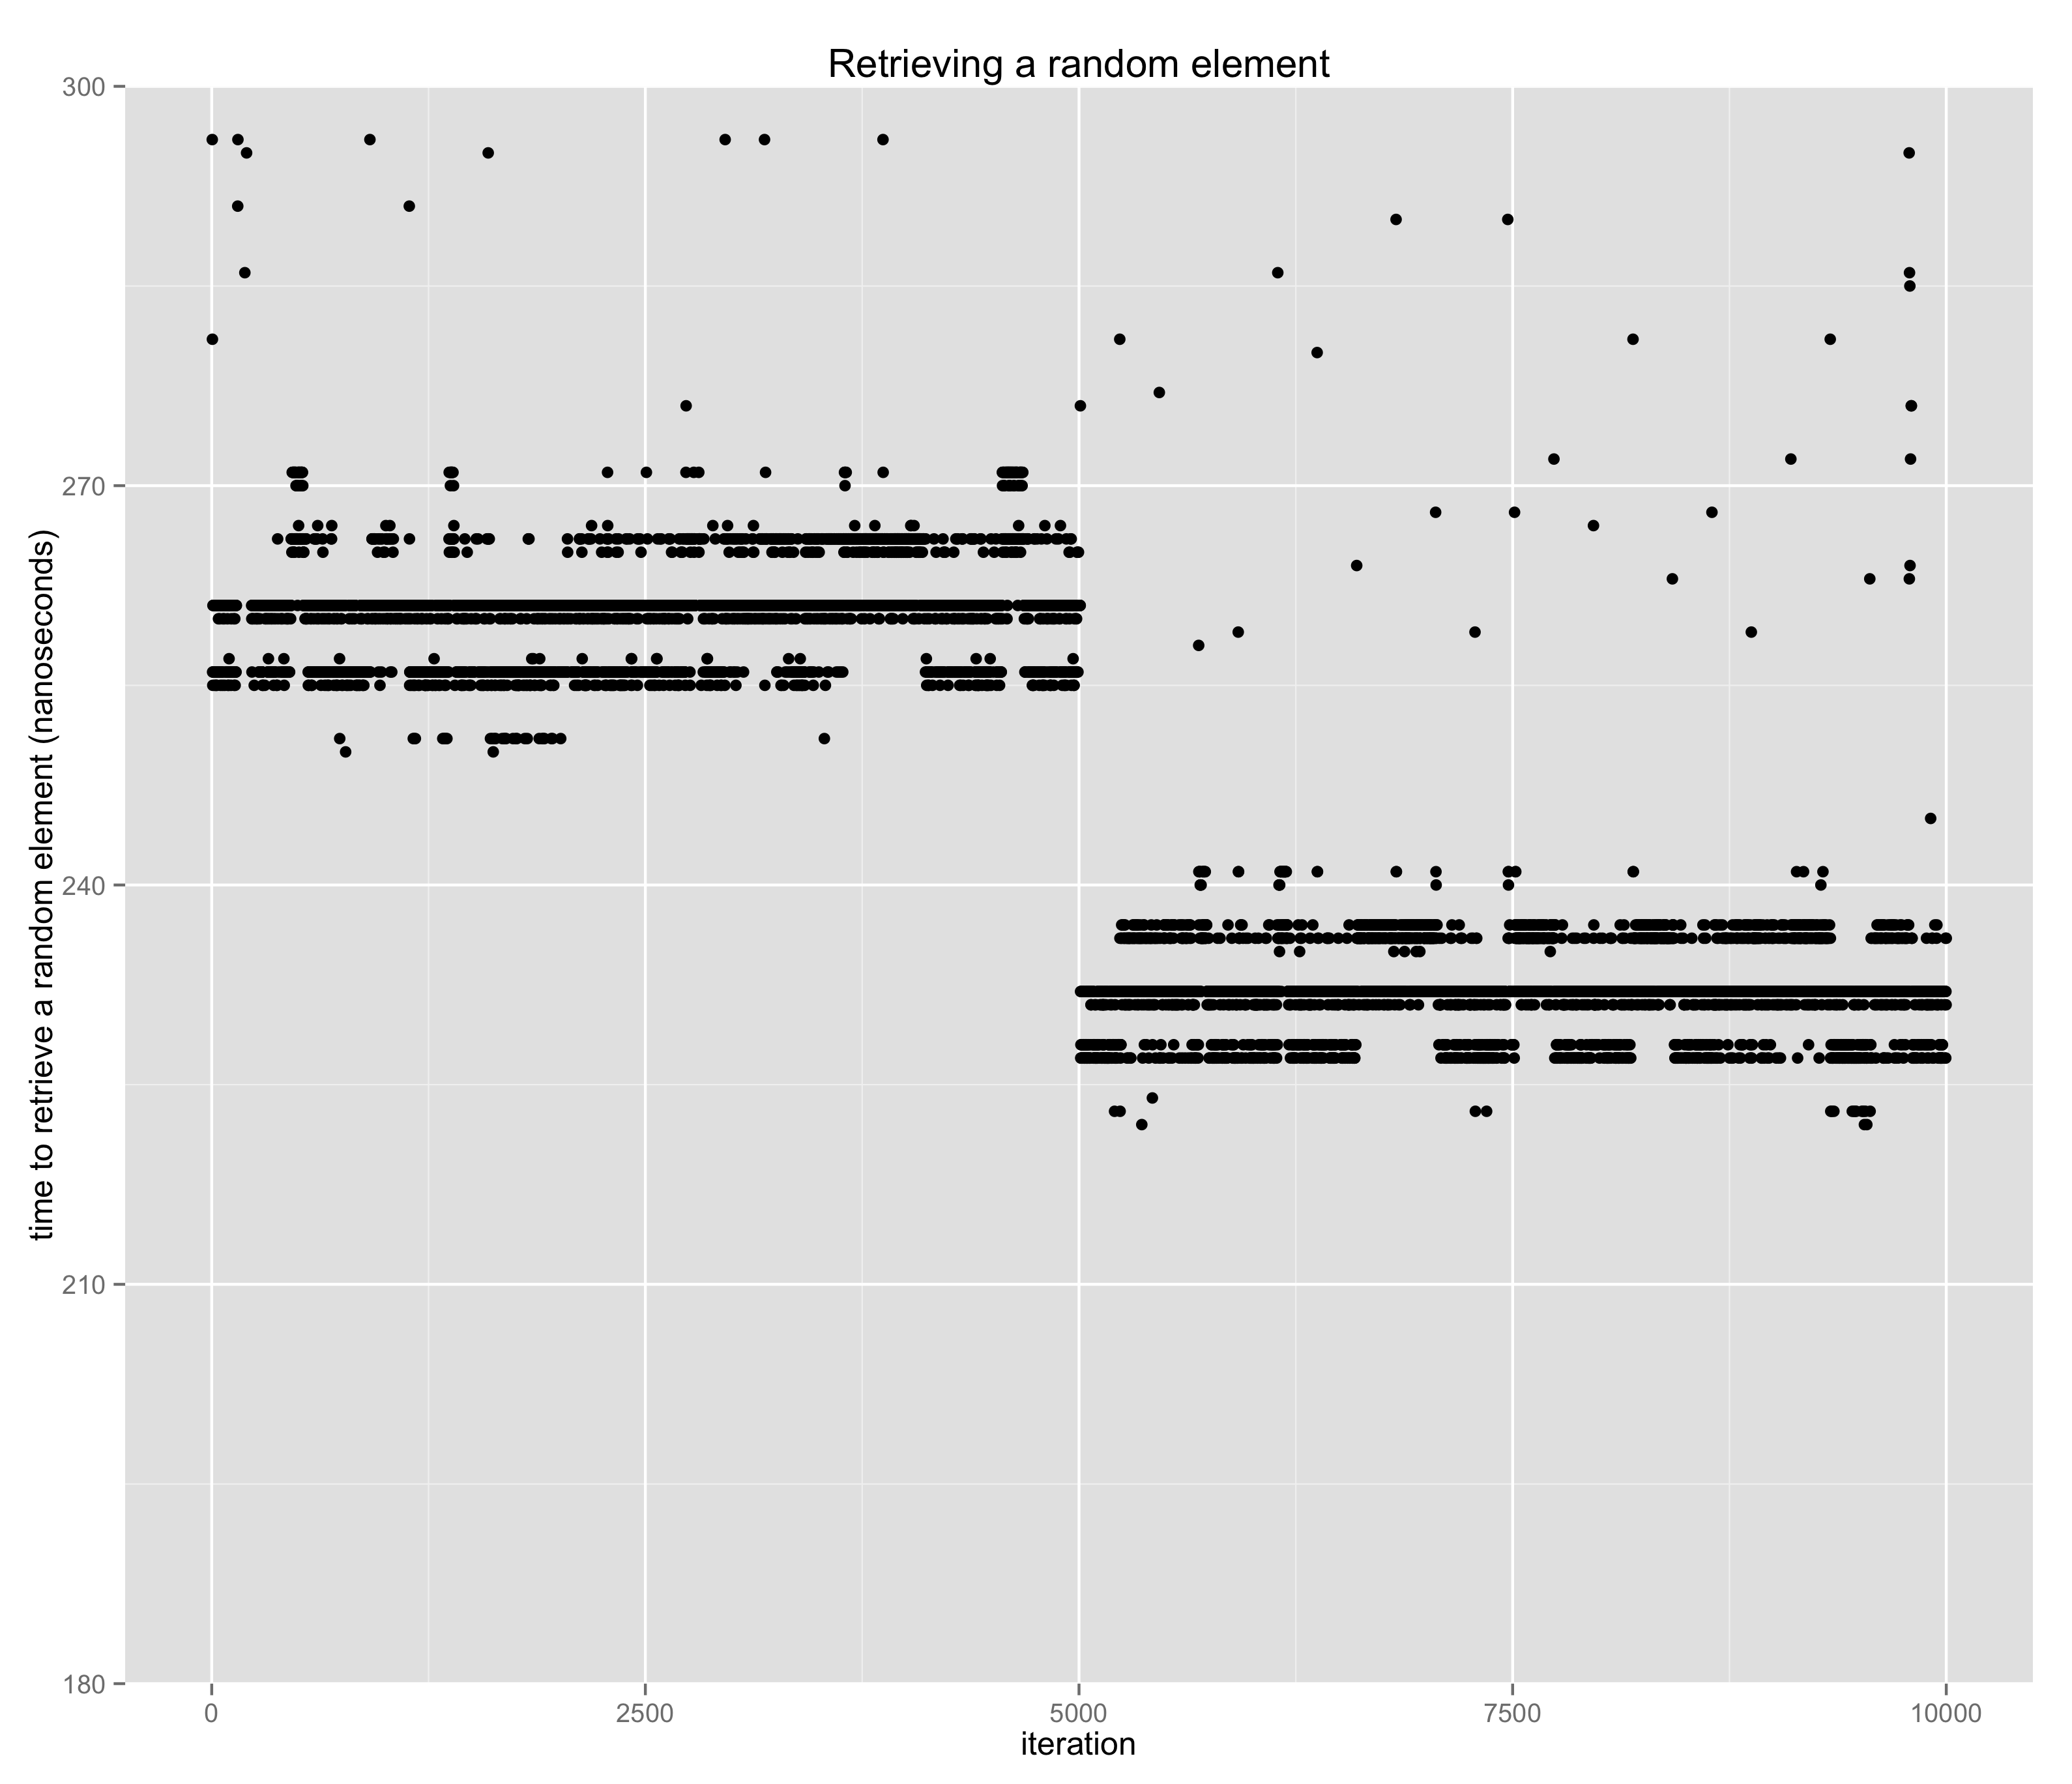 Retrieving a random element
time to retrieve a random element (nanoseconds)
300
270
240
210
180
0 2500 5000 7500 10000
iteration